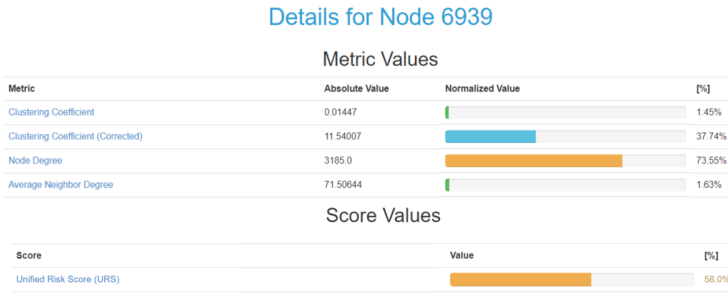 Details for Node 6939
Metric Values
Metric Absolute Value Normalized Value [%]
Clustering Coefficient 0.01447 1.45%
Clustering Coefficient (Corrected) 11.54007 37.74%
Node Degree 3185.0 73.55%
Average Neighbor Degree 71.50644 1.63%
Score Values
Score Value [%]
Unified Risk Score (URS) 58.0%